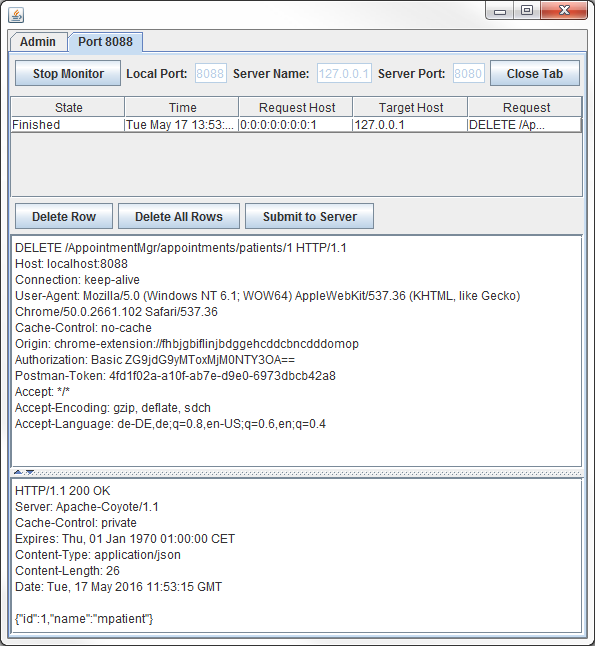 Admin Port 8088
Stop Monitor Local Port: 8088 Server Name: 127.0.0.1 Server Port: 8080 Close Tab
State Time Request Host Target Host Request
Finished Tue May 17 13:53:... 0:0:0:0:0:0:0:1 127.0.0.1 DELETE /Ap...
Delete Row Delete All Rows Submit to Server
DELETE /AppointmentMgr/appointments/patients/1 HTTP/1.1
Host: localhost:8088
Connection: keep-alive
User-Agent: Mozilla/5.0 (Windows NT 6.1; WOW64) AppleWebKit/537.36 (KHTML, like Gecko)
Chrome/50.0.2661.102 Safari/537.36
Cache-Control: no-cache
Origin: chrome-extension://fhbjgbiflinjbdggehcddcbncdddomop
Authorization: Basic ZG9jdG9yMToxMjM0NTY3OA==
Postman-Token: 4fd1f02a-a10f-ab7e-d9e0-6973dbcb42a8
Accept: */*
Accept-Encoding: gzip, deflate, sdch
Accept-Language: de-DE,de;q=0.8,en-US;q=0.6,en;q=0.4
HTTP/1.1 200 OK
Server: Apache-Coyote/1.1
Cache-Control: private
Expires: Thu, 01 Jan 1970 01:00:00 CET
Content-Type: application/json
Content-Length: 26
Date: Tue, 17 May 2016 11:53:15 GMT
{"id":1,"name":"mpatient"}